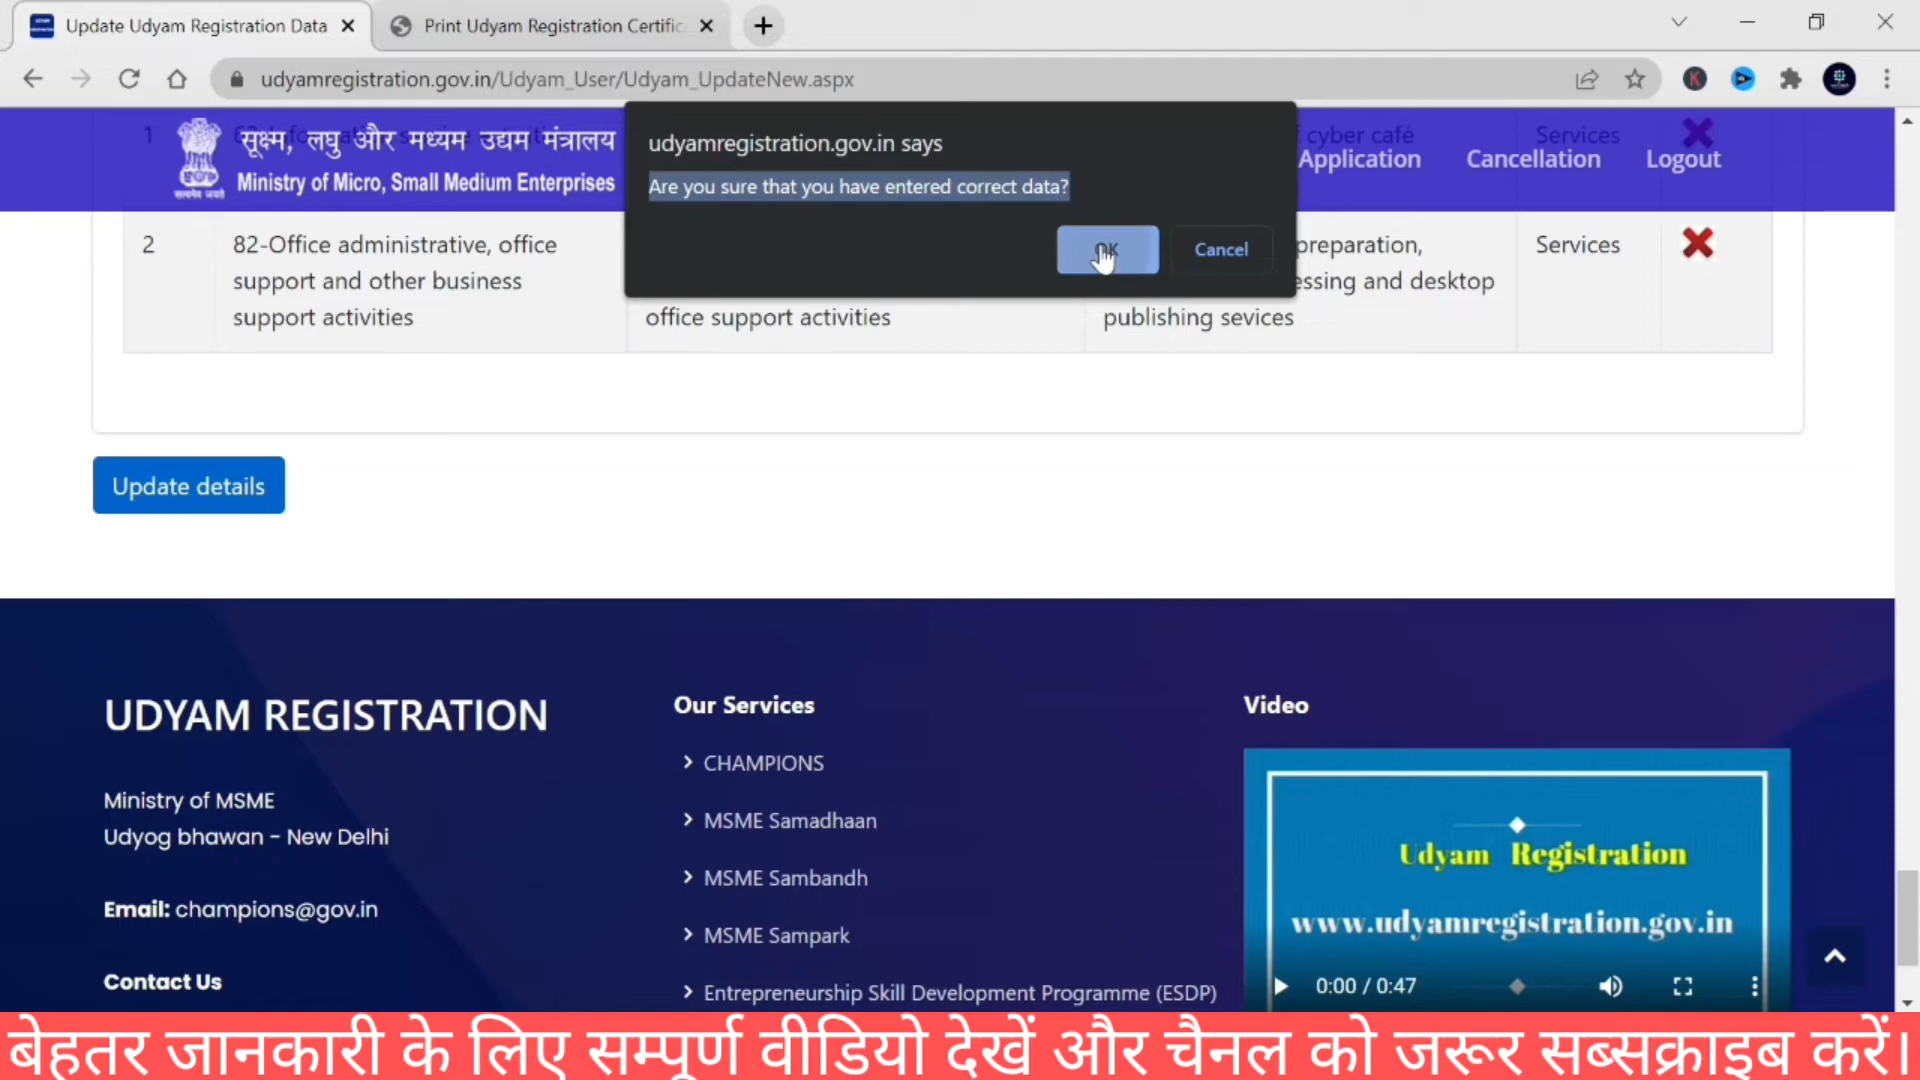 Update Udyam Registration Data
Print Udyam Registration Certific
udyamregistration.gov.in/Udyam_User/Udyam_UpdateNew.aspx
K
सूक्ष्म, लघु और मध्यम उद्यम मंत्रालय
Ministry of Micro, Small Medium Enterprises
udyamregistration.gov.in says
Are you sure that you have entered correct data?
OK
Cancel
Application
Cancellation
Logout
1
cyber café
Services
2
82-Office administrative, office
support and other business
support activities
office support activities
preparation,
essing and desktop
publishing sevices
Services
Update details
UDYAM REGISTRATION
Ministry of MSME
Udyog bhawan - New Delhi
Email: champions@gov.in
Contact Us
Our Services
CHAMPIONS
MSME Samadhaan
MSME Sambandh
MSME Sampark
Entrepreneurship Skill Development Programme (ESDP)
Video
Udyam Registration
www.udyamregistration.gov.in
0:00 / 0:47
बेहतर जानकारी के लिए सम्पूर्ण वीडियो देखें और चैनल को जरूर सब्सक्राइब करें।